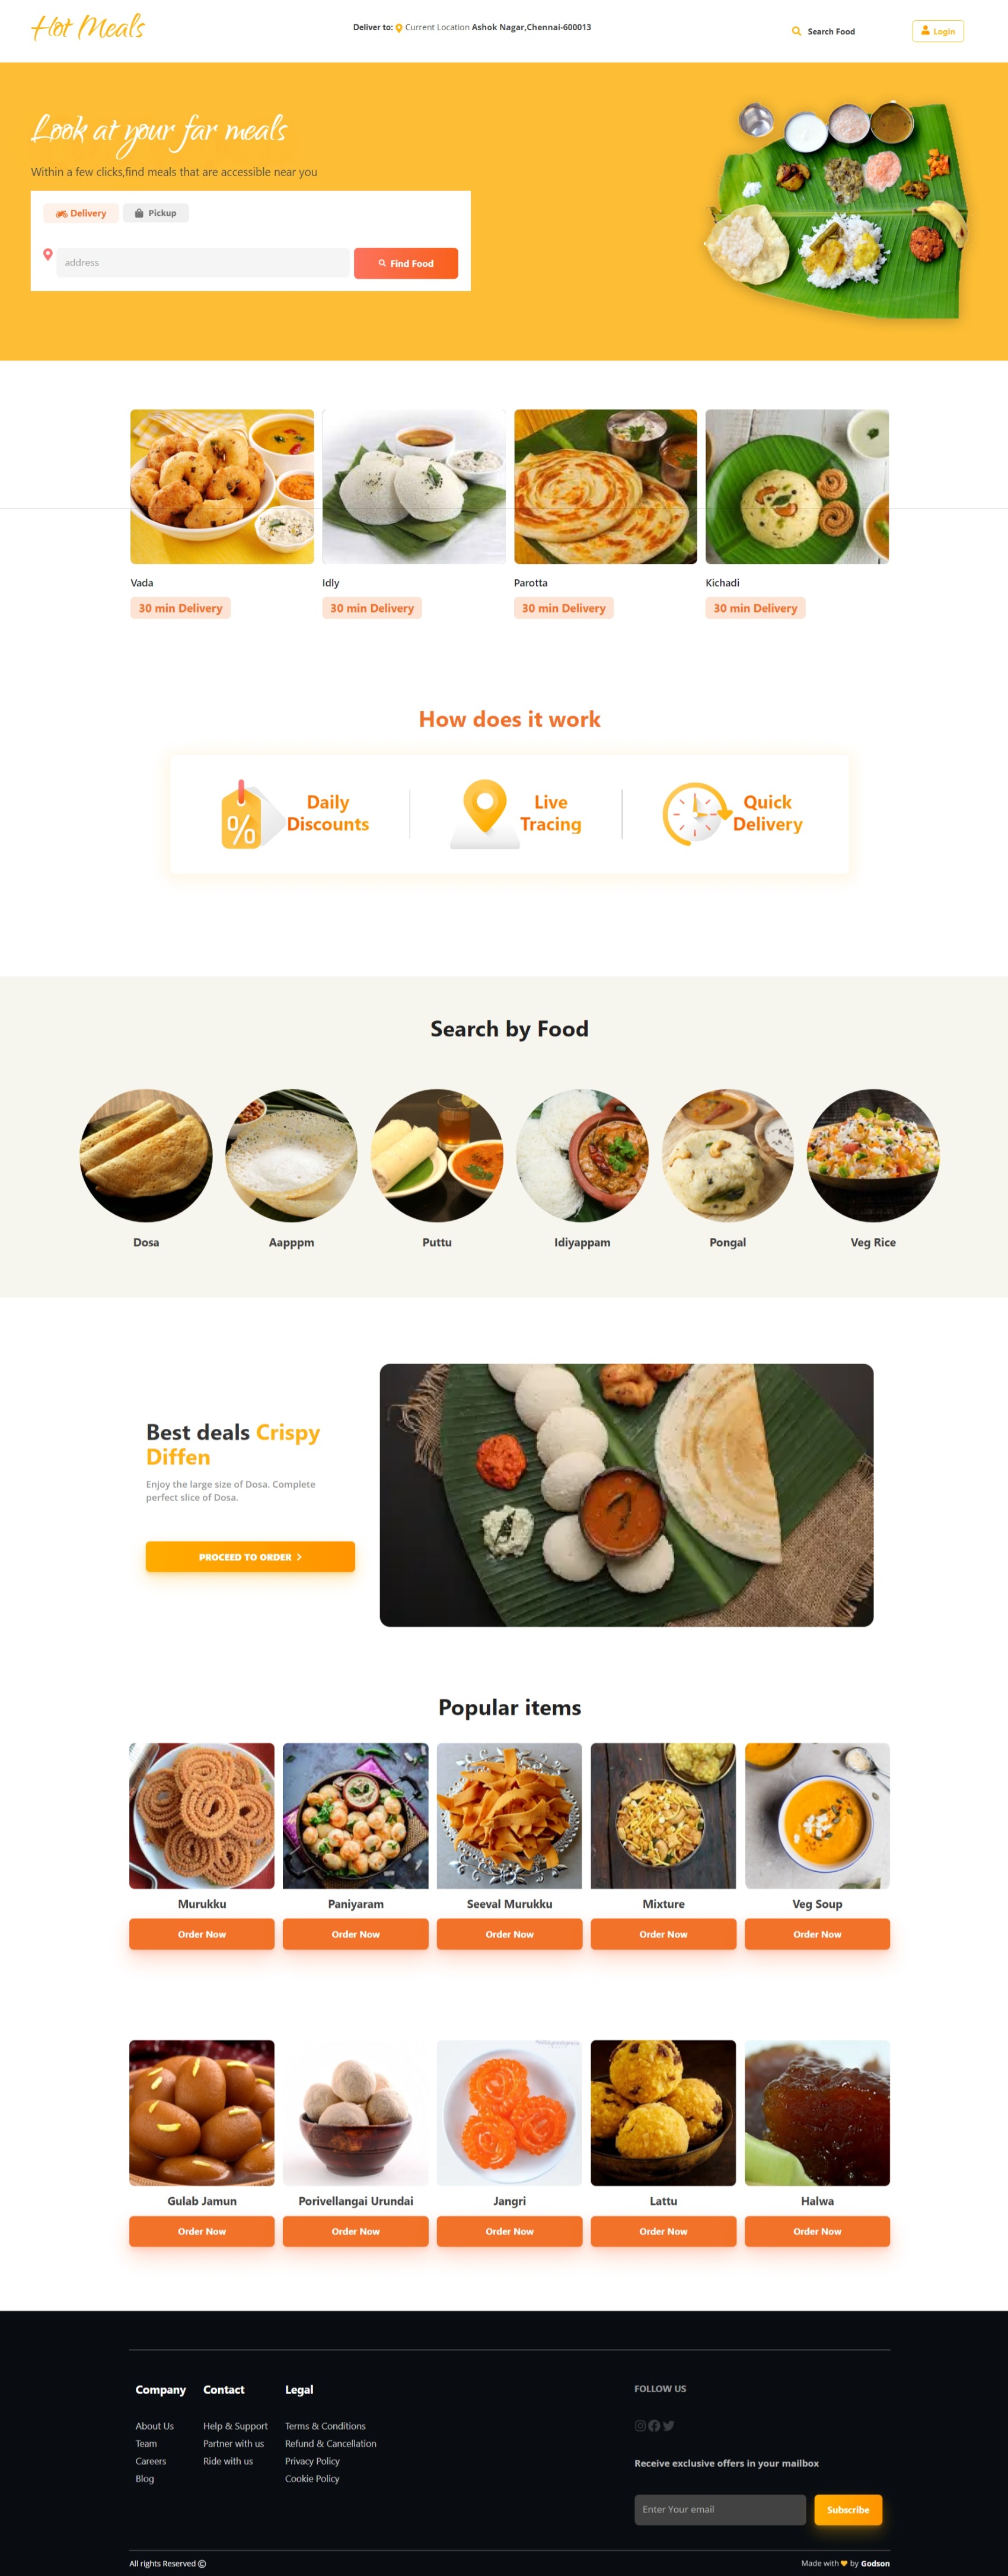 Hot Meals
Deliver to: Current Location Ashok Nagar,Chennai-600013
Search Food
Login
Look at your far meals
Within a few clicks,find meals that are accessible near you
Delivery
Pickup
address
Find Food
Vada
Idly
Parotta
Kichadi
30 min Delivery
30 min Delivery
30 min Delivery
30 min Delivery
How does it work
Daily
Discounts
Live
Tracing
Quick
Delivery
%
Search by Food
Dosa
Aapppm
Puttu
Idiyappam
Pongal
Veg Rice
Best deals Crispy
Diffen
Enjoy the large size of Dosa. Complete
perfect slice of Dosa.
PROCEED TO ORDER
Popular items
Murukku
Paniyaram
Seeval Murukku
Mixture
Veg Soup
Order Now
Order Now
Order Now
Order Now
Order Now
Gulab Jamun
Porivellangai Urundai
Jangri
Lattu
Halwa
Order Now
Order Now
Order Now
Order Now
Order Now
Company
About Us
Team
Careers
Blog
Contact
Help & Support
Partner with us
Ride with us
Legal
Terms & Conditions
Refund & Cancellation
Privacy Policy
Cookie Policy
FOLLOW US
Receive exclusive offers in your mailbox
Enter Your email
Subscribe
All rights Reserved ©
Made with by Godson